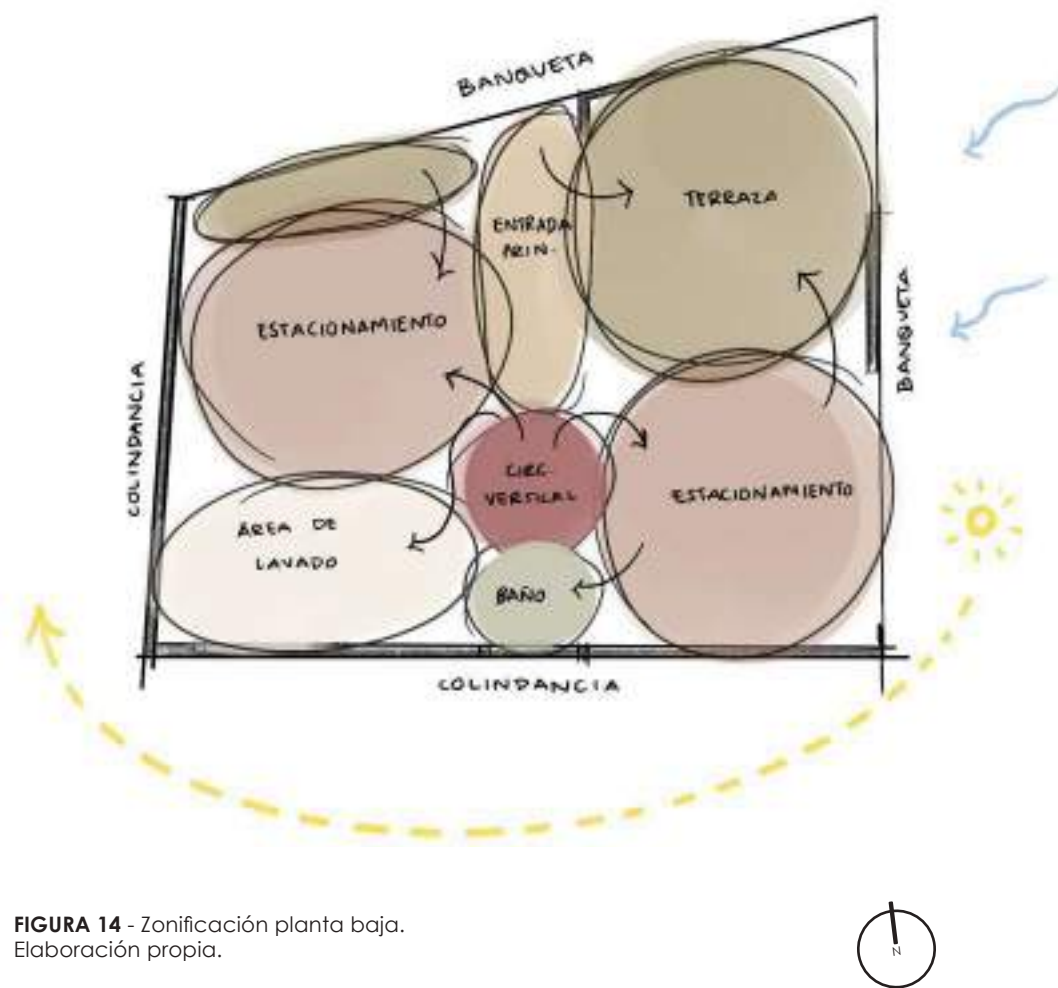 BANQUETA
TERRAZA
ENTRADA
PRIN.
ESTACIONAMIENTO
BANQUETA
COLINDANCIA
CIRC.
VERTICAL
ESTACIONAMIENTO
ÁREA DE
LAVADO
BAÑO
COLINDANCIA
FIGURA 14 - Zonificación planta baja.
Elaboración propia.
N